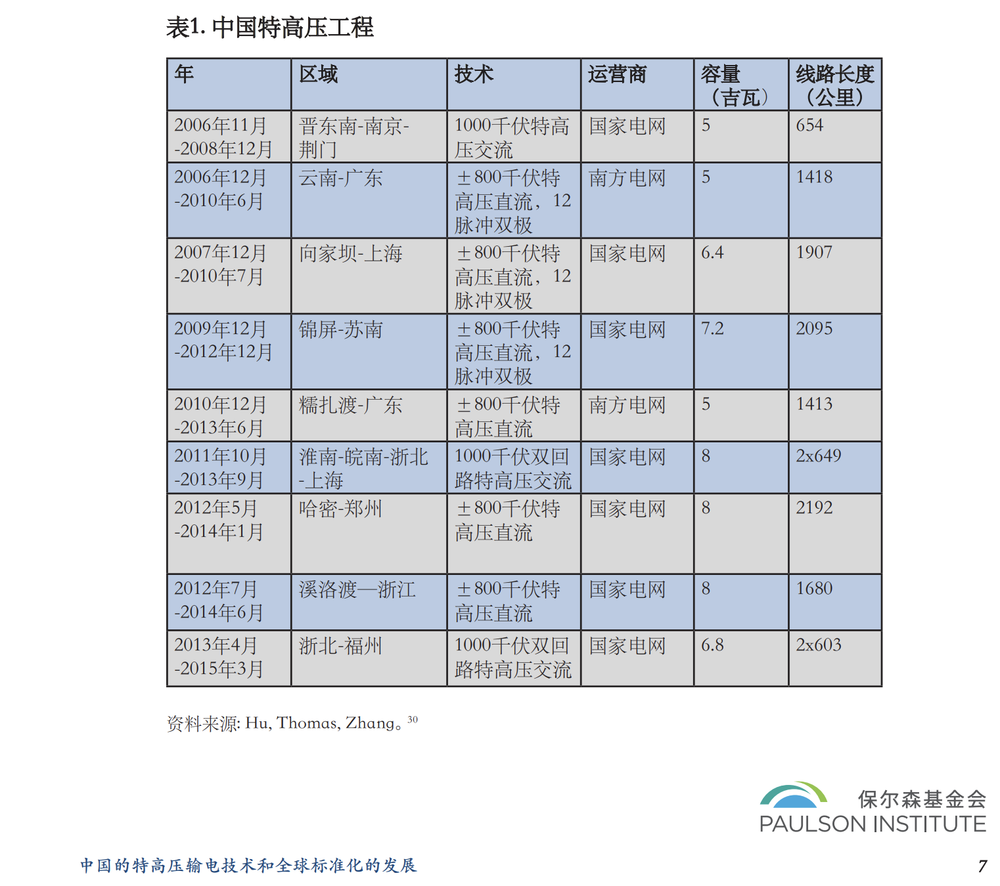 表1. 中国特高压工程
年 区域 技术 运营商 容量 线路长度
（吉瓦） （公里）
2006年11月 晋东南-南京- 1000千伏特高 国家电网 5 654
-2008年12月 荆门 压交流
2006年12月 云南-广东 ±800千伏特 南方电网 5 1418
-2010年6月 高压直流，12
脉冲双极
2007年12月 向家坝-上海 ±800千伏特 国家电网 6.4 1907
-2010年7月 高压直流，12
脉冲双极
2009年12月 锦屏-苏南 ±800千伏特 国家电网 7.2 2095
-2012年12月 高压直流，12
脉冲双极
2010年12月 糯扎渡-广东 ±800千伏特 南方电网 5 1413
-2013年6月 高压直流
2011年10月 淮南-皖南-浙北 1000千伏双回 国家电网 8 2x649
-2013年9月 -上海 路特高压交流
2012年5月 哈密-郑州 ±800千伏特 国家电网 8 2192
-2014年1月 高压直流
2012年7月 溪洛渡—浙江 ±800千伏特 国家电网 8 1680
-2014年6月 高压直流
2013年4月 浙北-福州 1000千伏双回 国家电网 6.8 2x603
-2015年3月 路特高压交流
资料来源: Hu, Thomas, Zhang。30
保尔森基金会
PAULSON INSTITUTE
中国的特高压输电技术和全球标准化的发展 7